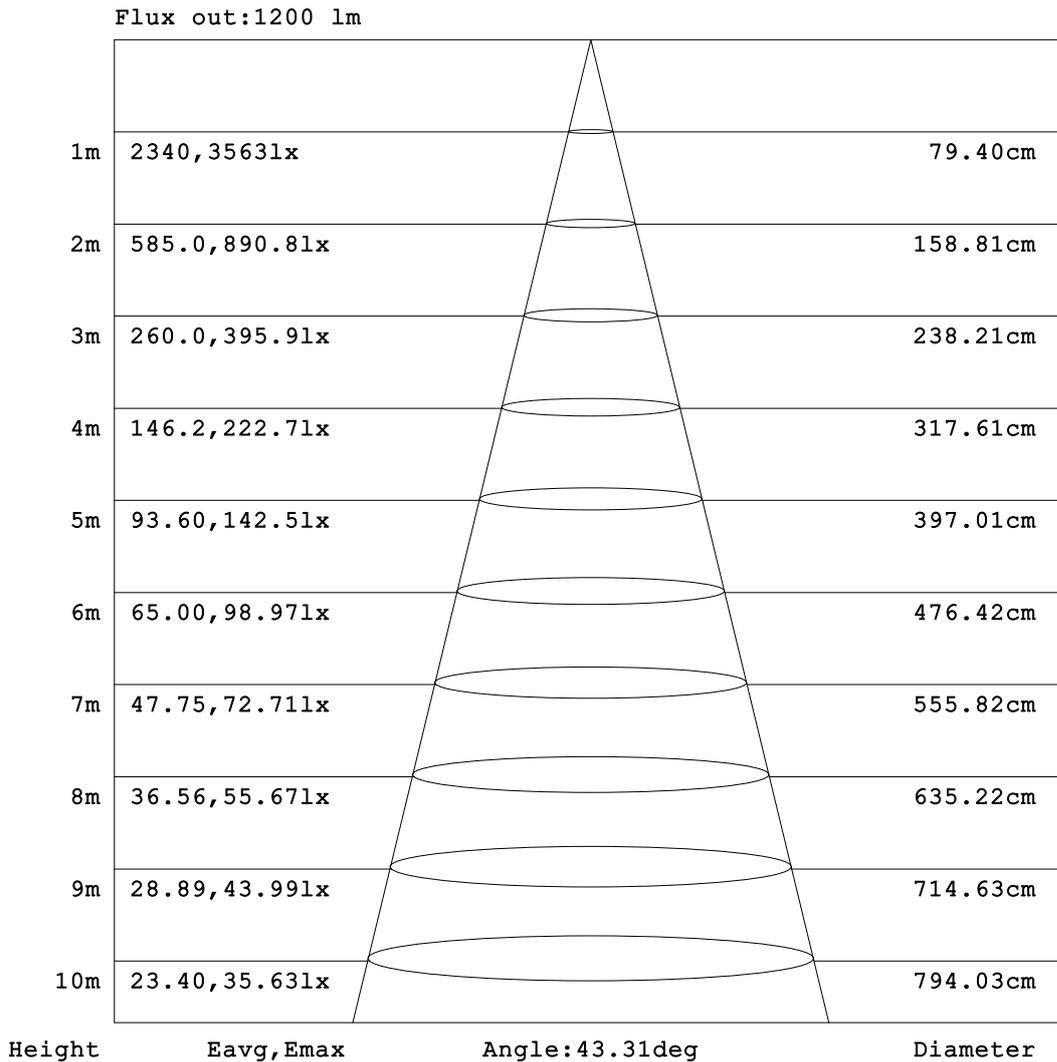 Flux out:1200 lm
1m 2340,3563lx 79.40cm
2m 585.0,890.8lx 158.81cm
3m 260.0,395.9lx 238.21cm
4m 146.2,222.7lx 317.61cm
5m 93.60,142.5lx 397.01cm
6m 65.00,98.97lx 476.42cm
7m 47.75,72.71lx 555.82cm
8m 36.56,55.67lx 635.22cm
9m 28.89,43.99lx 714.63cm
10m 23.40,35.63lx 794.03cm
Height Eavg,Emax Angle:43.31deg Diameter